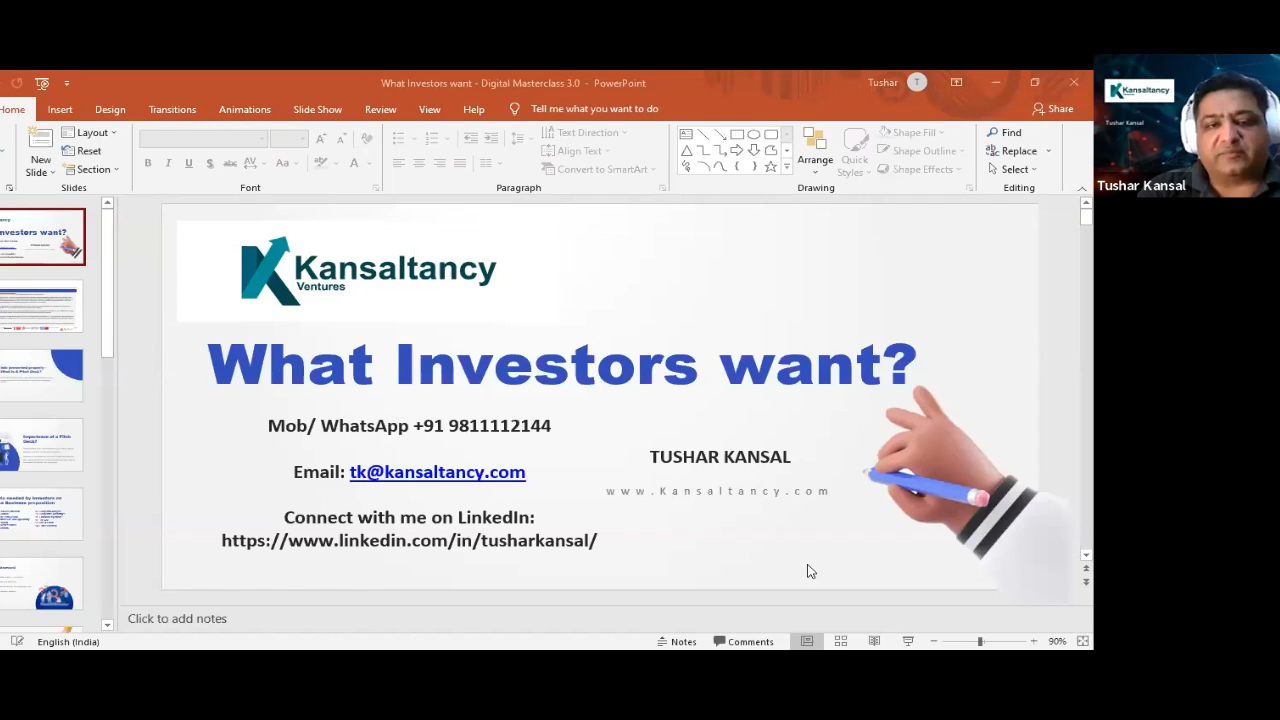 What Investors want - Digital Masterclass 3.0 - PowerPoint
Tushar
T
Home
Insert
Design
Transitions
Animations
Slide Show
Review
View
Help
Tell me what you want to do
Share
New
Slide
Layout
Reset
Section
Slides
B I U S abc AV Aa A
Font
Text Direction
Align Text
Convert to SmartArt
Paragraph
Arrange
Quick
Styles
Shape Fill
Shape Outline
Shape Effects
Drawing
Find
Replace
Select
Editing
Kansaltancy
Tushar Kansal
Tushar Kansal
Kansaltancy
Ventures
What Investors want?
Mob/ WhatsApp +91 9811112144
Email: tk@kansaltancy.com
Connect with me on LinkedIn:
https://www.linkedin.com/in/tusharkansal/
TUSHAR KANSAL
www.Kansaltancy.com
Click to add notes
English (India)
Notes
Comments
90%